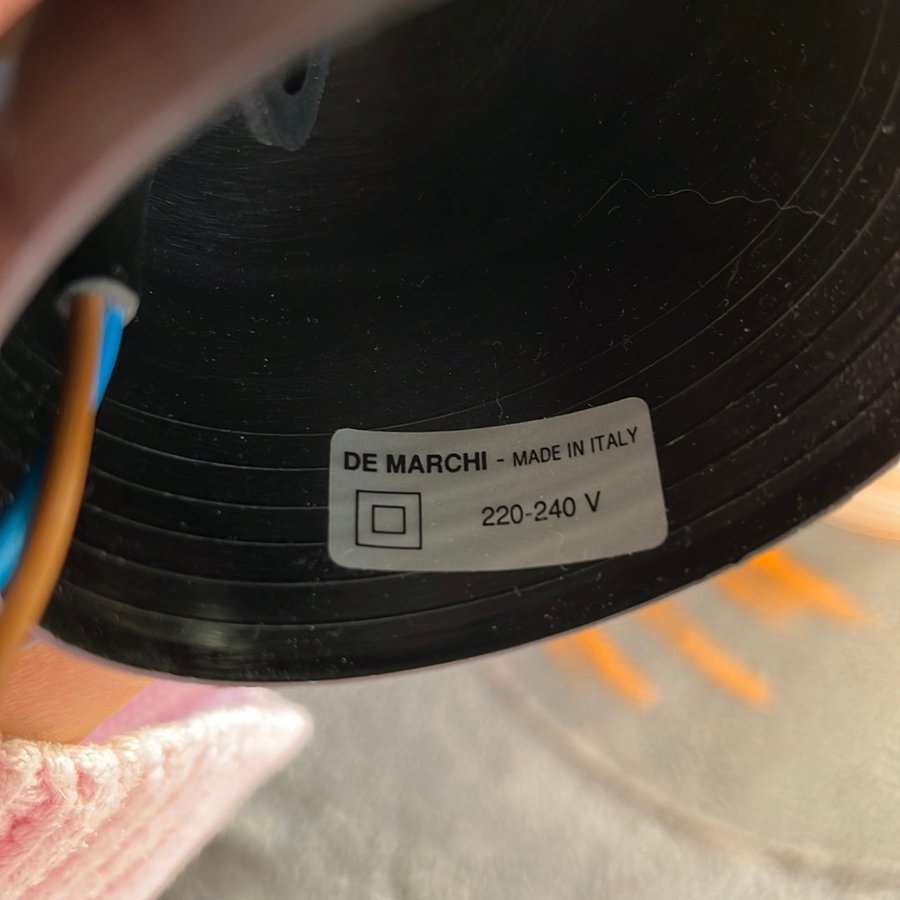 DE MARCHI - MADE IN ITALY
220-240 V